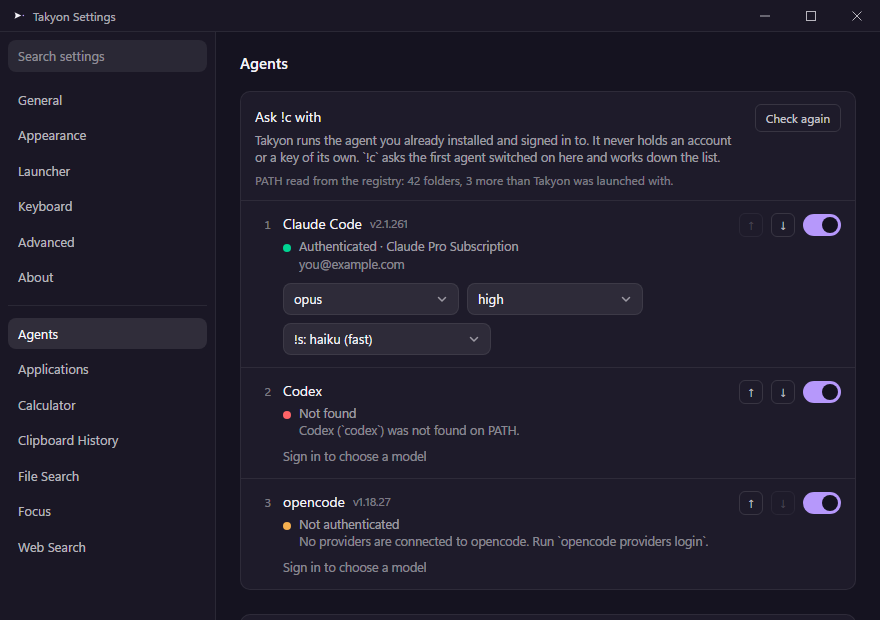 Takyon Settings
Search settings
General
Appearance
Launcher
Keyboard
Advanced
About
Agents
Applications
Calculator
Clipboard History
File Search
Focus
Web Search
Agents
Ask !c with
Check again
Takyon runs the agent you already installed and signed in to. It never holds an account
or a key of its own. `!c` asks the first agent switched on here and works down the list.
PATH read from the registry: 42 folders, 3 more than Takyon was launched with.
1 Claude Code v2.1.261 ↑ ↓
Authenticated · Claude Pro Subscription
you@example.com
opus high
!s: haiku (fast)
2 Codex ↑ ↓
Not found
Codex (`codex`) was not found on PATH.
Sign in to choose a model
3 opencode v1.18.27 ↑ ↓
Not authenticated
No providers are connected to opencode. Run `opencode providers login`.
Sign in to choose a model